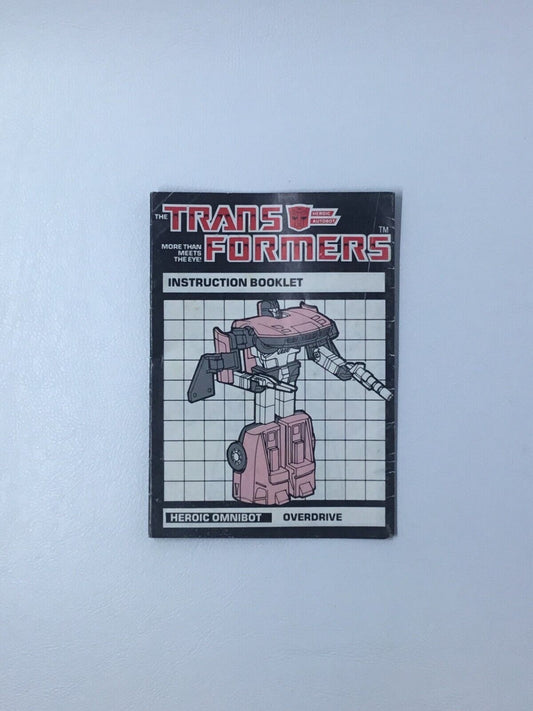 THE TRANS HEROIC AUTOBOT
FORMERS TM
MORE THAN
MEETS
THE EYE!
INSTRUCTION BOOKLET
HEROIC OMNIBOT OVERDRIVE